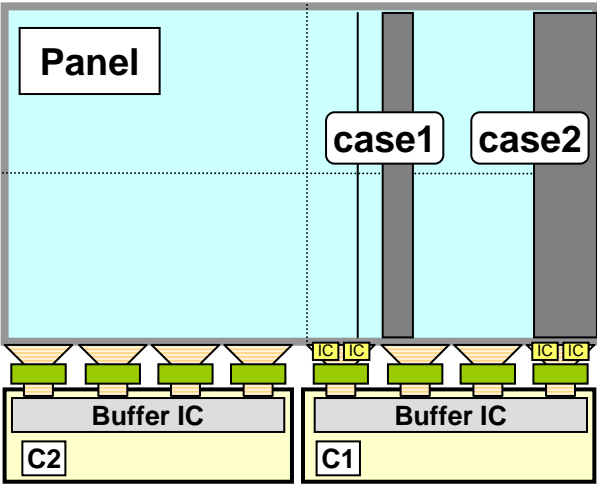 Panel
case1
case2
IC IC
IC IC
Buffer IC
Buffer IC
C2
C1